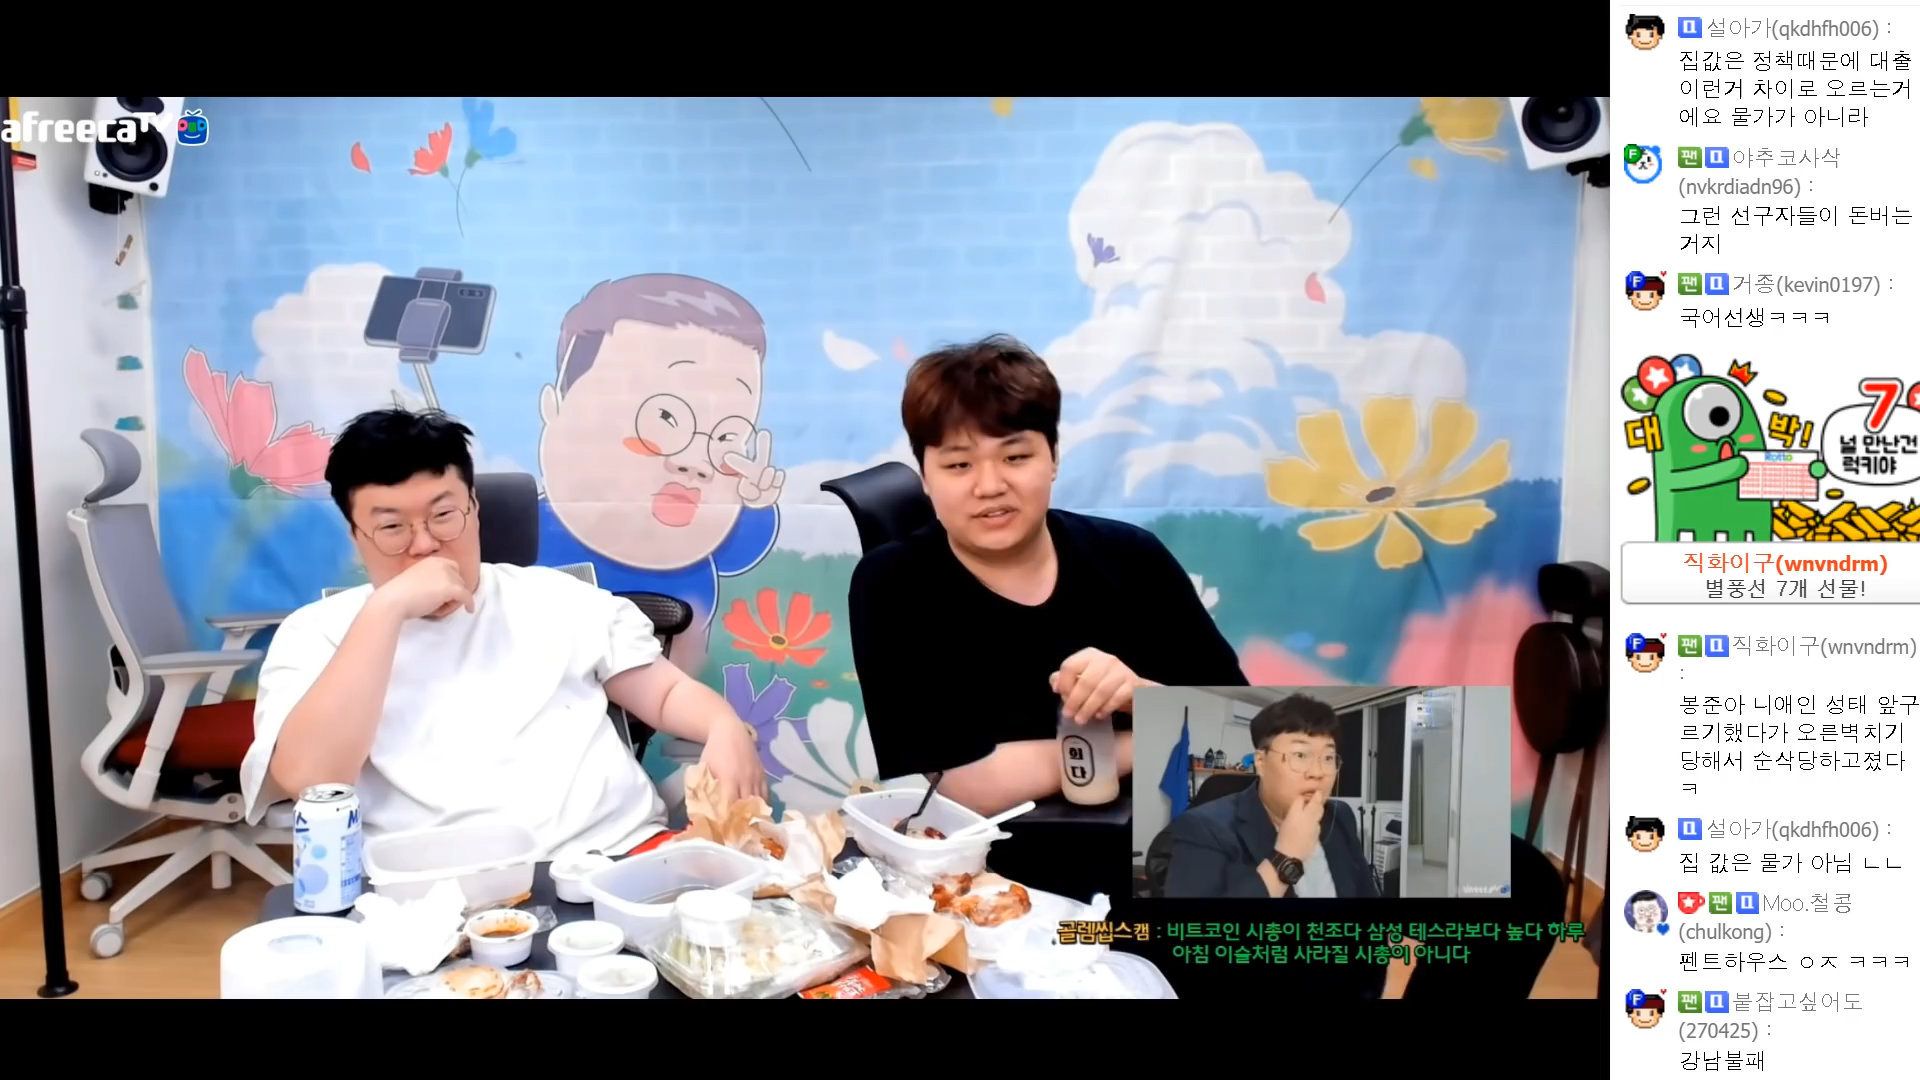 afreecaTV
회다
골렘씹스캠 : 비트코인 시총이 천조다 삼성 테스라보다 높다 하루
아침 이슬처럼 사라질 시총이 아니다
설아가(qkdhfh006) :
집값은 정책때문에 대출
이런거 차이로 오르는거
에요 물가가 아니라
팬 야추코사삭
(nvkrdiadn96) :
그런 선구자들이 돈버는
거지
팬 거종(kevin0197) :
국어선생ㅋㅋㅋ
대박!
7
널 만난건
럭키야
Rotto
직화이구(wnvndrm)
별풍선 7개 선물!
팬 직화이구(wnvndrm)
:
봉준아 니애인 성태 앞구
르기했다가 오른벽치기
당해서 순삭당하고졌다
ㅋ
설아가(qkdhfh006) :
집 값은 물가 아님 ㄴㄴ
팬 Moo.철콩
(chulkong) :
펜트하우스 ㅇㅈ ㅋㅋㅋ
팬 붙잡고싶어도
(270425) :
강남불패